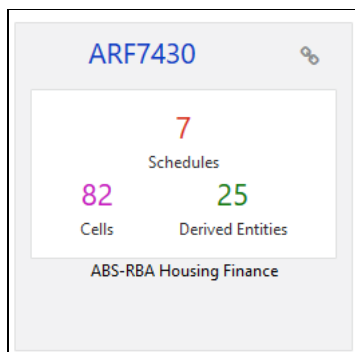 ARF7430
7
Schedules
82 25
Cells Derived Entities
ABS-RBA Housing Finance